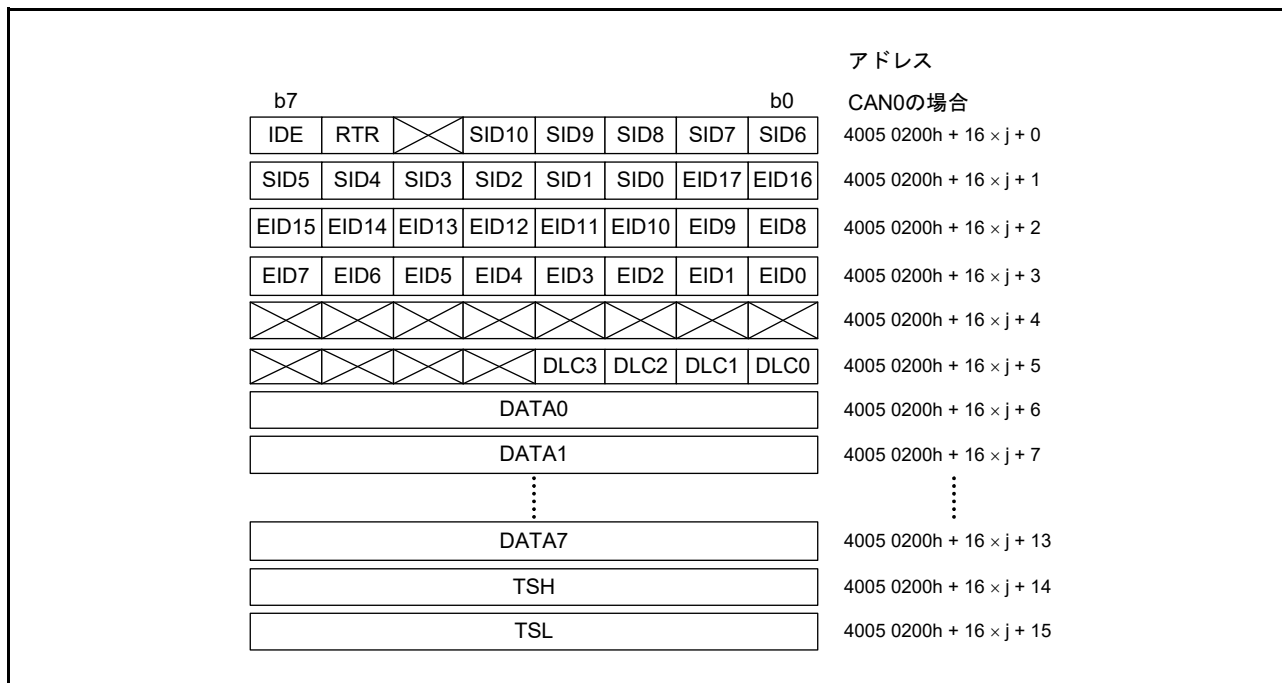 アドレス
b7 b0 CAN0の場合
IDE RTR SID10 SID9 SID8 SID7 SID6 4005 0200h + 16 × j + 0
SID5 SID4 SID3 SID2 SID1 SID0 EID17 EID16 4005 0200h + 16 × j + 1
EID15 EID14 EID13 EID12 EID11 EID10 EID9 EID8 4005 0200h + 16 × j + 2
EID7 EID6 EID5 EID4 EID3 EID2 EID1 EID0 4005 0200h + 16 × j + 3
4005 0200h + 16 × j + 4
DLC3 DLC2 DLC1 DLC0 4005 0200h + 16 × j + 5
DATA0 4005 0200h + 16 × j + 6
DATA1 4005 0200h + 16 × j + 7
DATA7 4005 0200h + 16 × j + 13
TSH 4005 0200h + 16 × j + 14
TSL 4005 0200h + 16 × j + 15